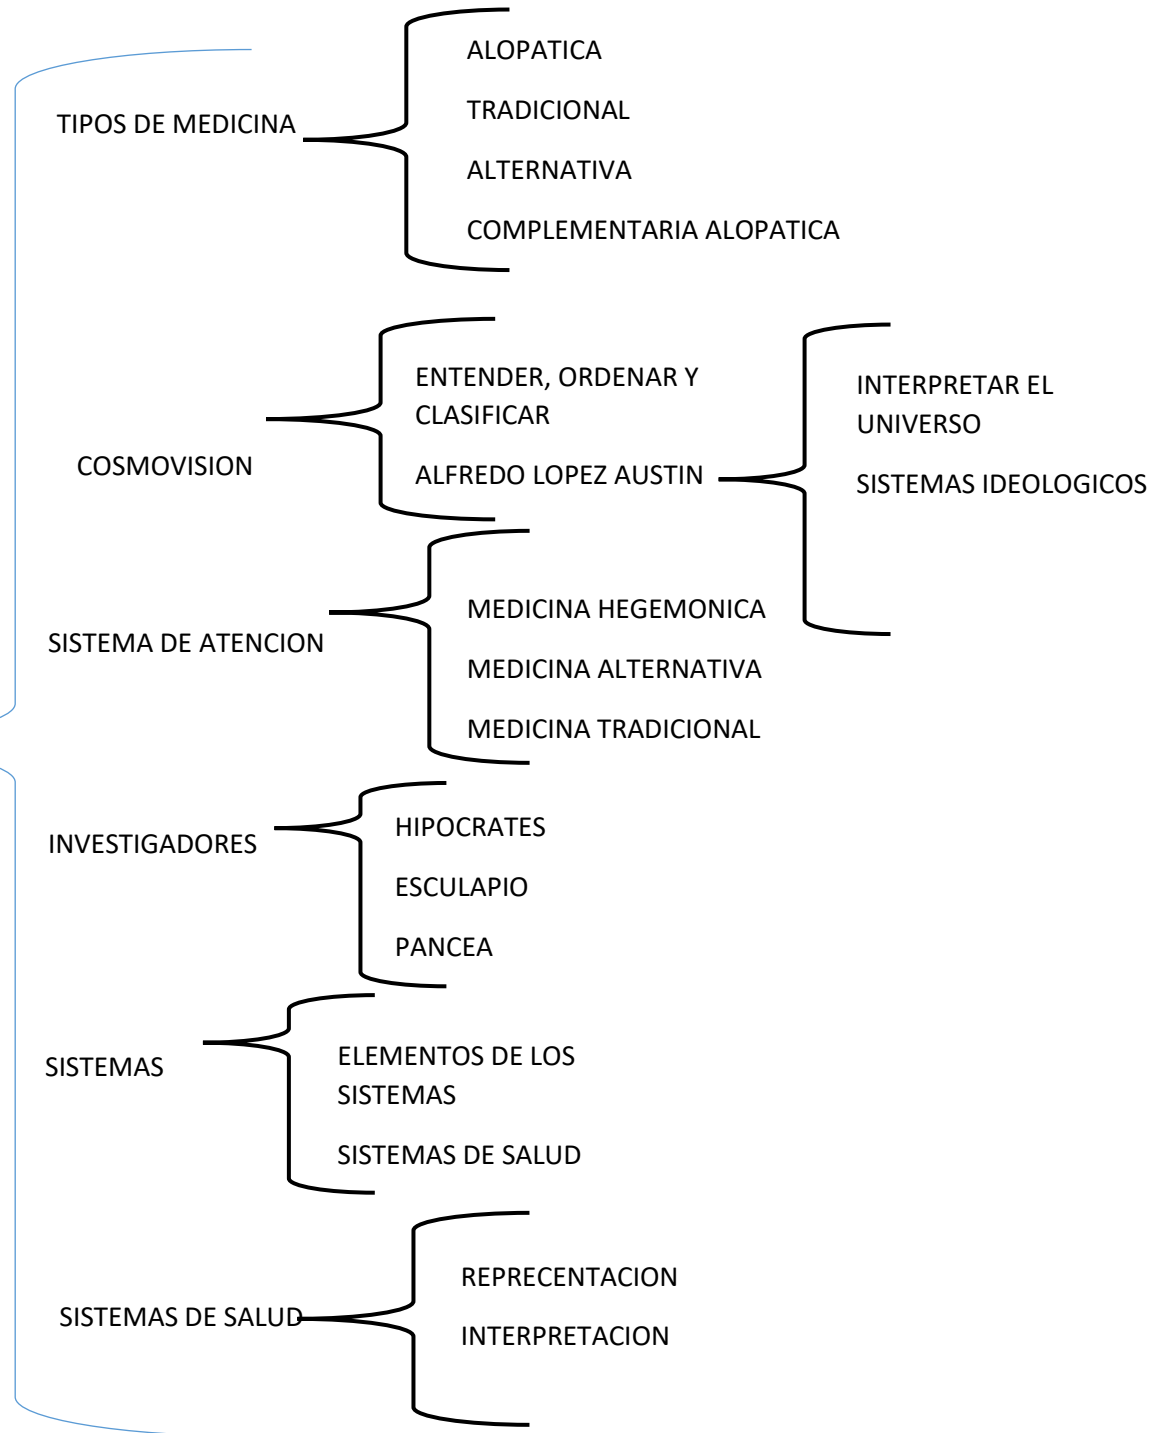 TIPOS DE MEDICINA
ALOPATICA
TRADICIONAL
ALTERNATIVA
COMPLEMENTARIA ALOPATICA
COSMOVISION
ENTENDER, ORDENAR Y
CLASIFICAR
ALFREDO LOPEZ AUSTIN
INTERPRETAR EL
UNIVERSO
SISTEMAS IDEOLOGICOS
SISTEMA DE ATENCION
MEDICINA HEGEMONICA
MEDICINA ALTERNATIVA
MEDICINA TRADICIONAL
INVESTIGADORES
HIPOCRATES
ESCULAPIO
PANCEA
SISTEMAS
ELEMENTOS DE LOS
SISTEMAS
SISTEMAS DE SALUD
SISTEMAS DE SALUD
REPRECENTACION
INTERPRETACION